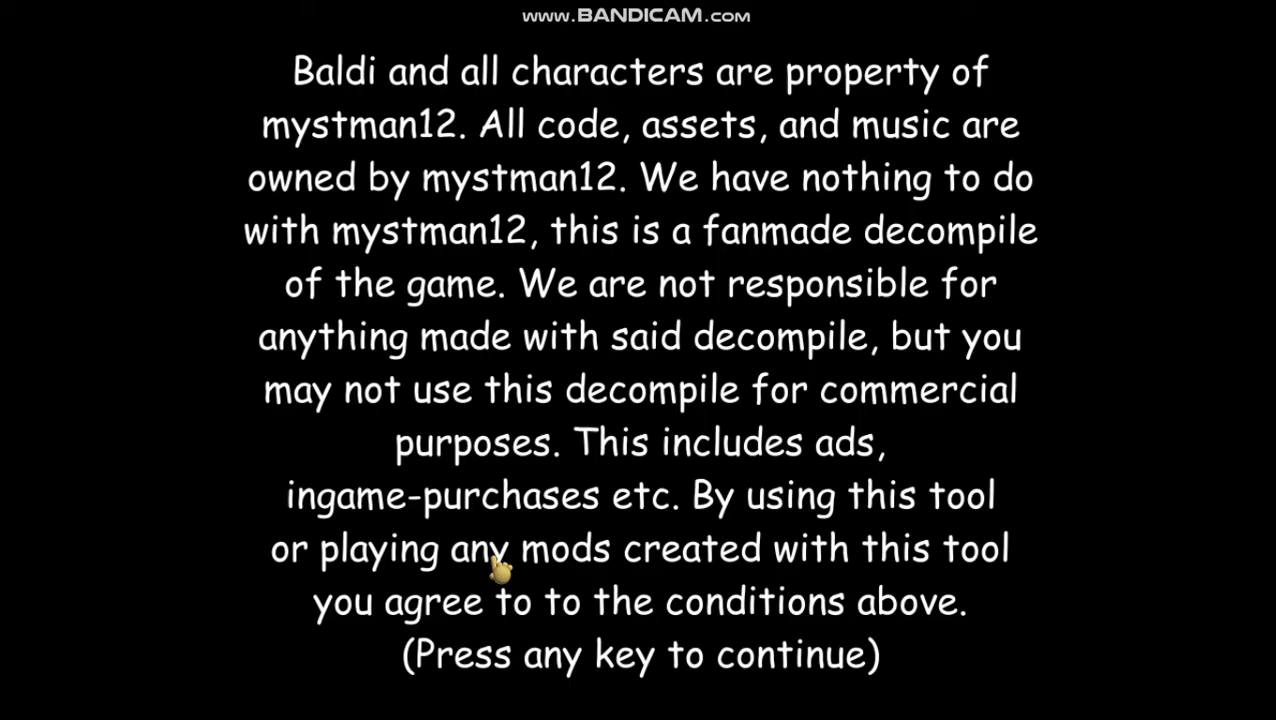 www.BANDICAM.com
Baldi and all characters are property of
mystman12. All code, assets, and music are
owned by mystman12. We have nothing to do
with mystman12, this is a fanmade decompile
of the game. We are not responsible for
anything made with said decompile, but you
may not use this decompile for commercial
purposes. This includes ads,
ingame-purchases etc. By using this tool
or playing any mods created with this tool
you agree to to the conditions above.
(Press any key to continue)